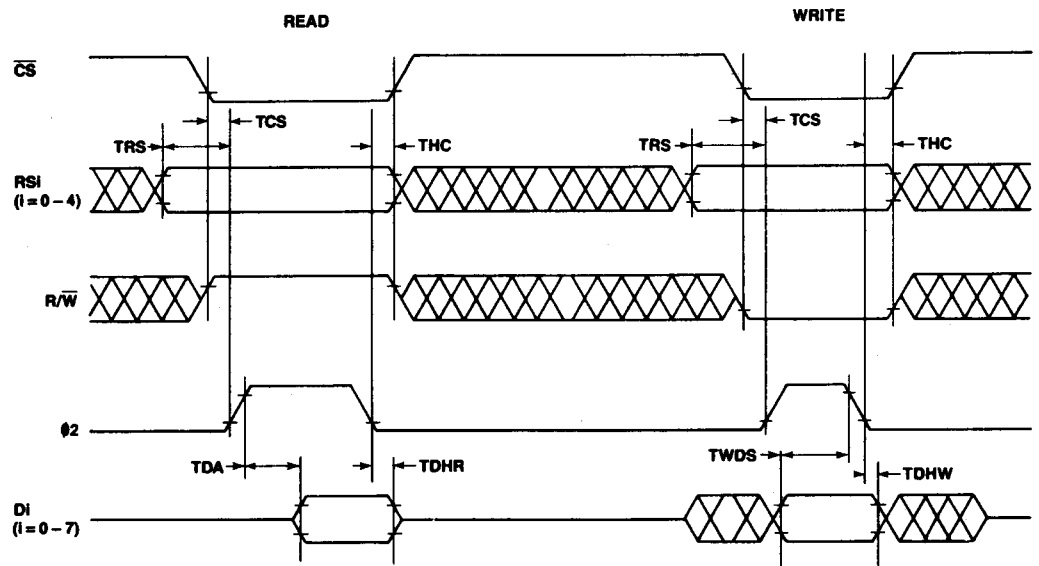 READ
WRITE
C̅S̅
TCS
TRS
THC
TCS
TRS
THC
RSi
(i = 0 – 4)
R/W̅
ϕ2
TDA
TDHR
TWDS
TDHW
Di
(i = 0 – 7)